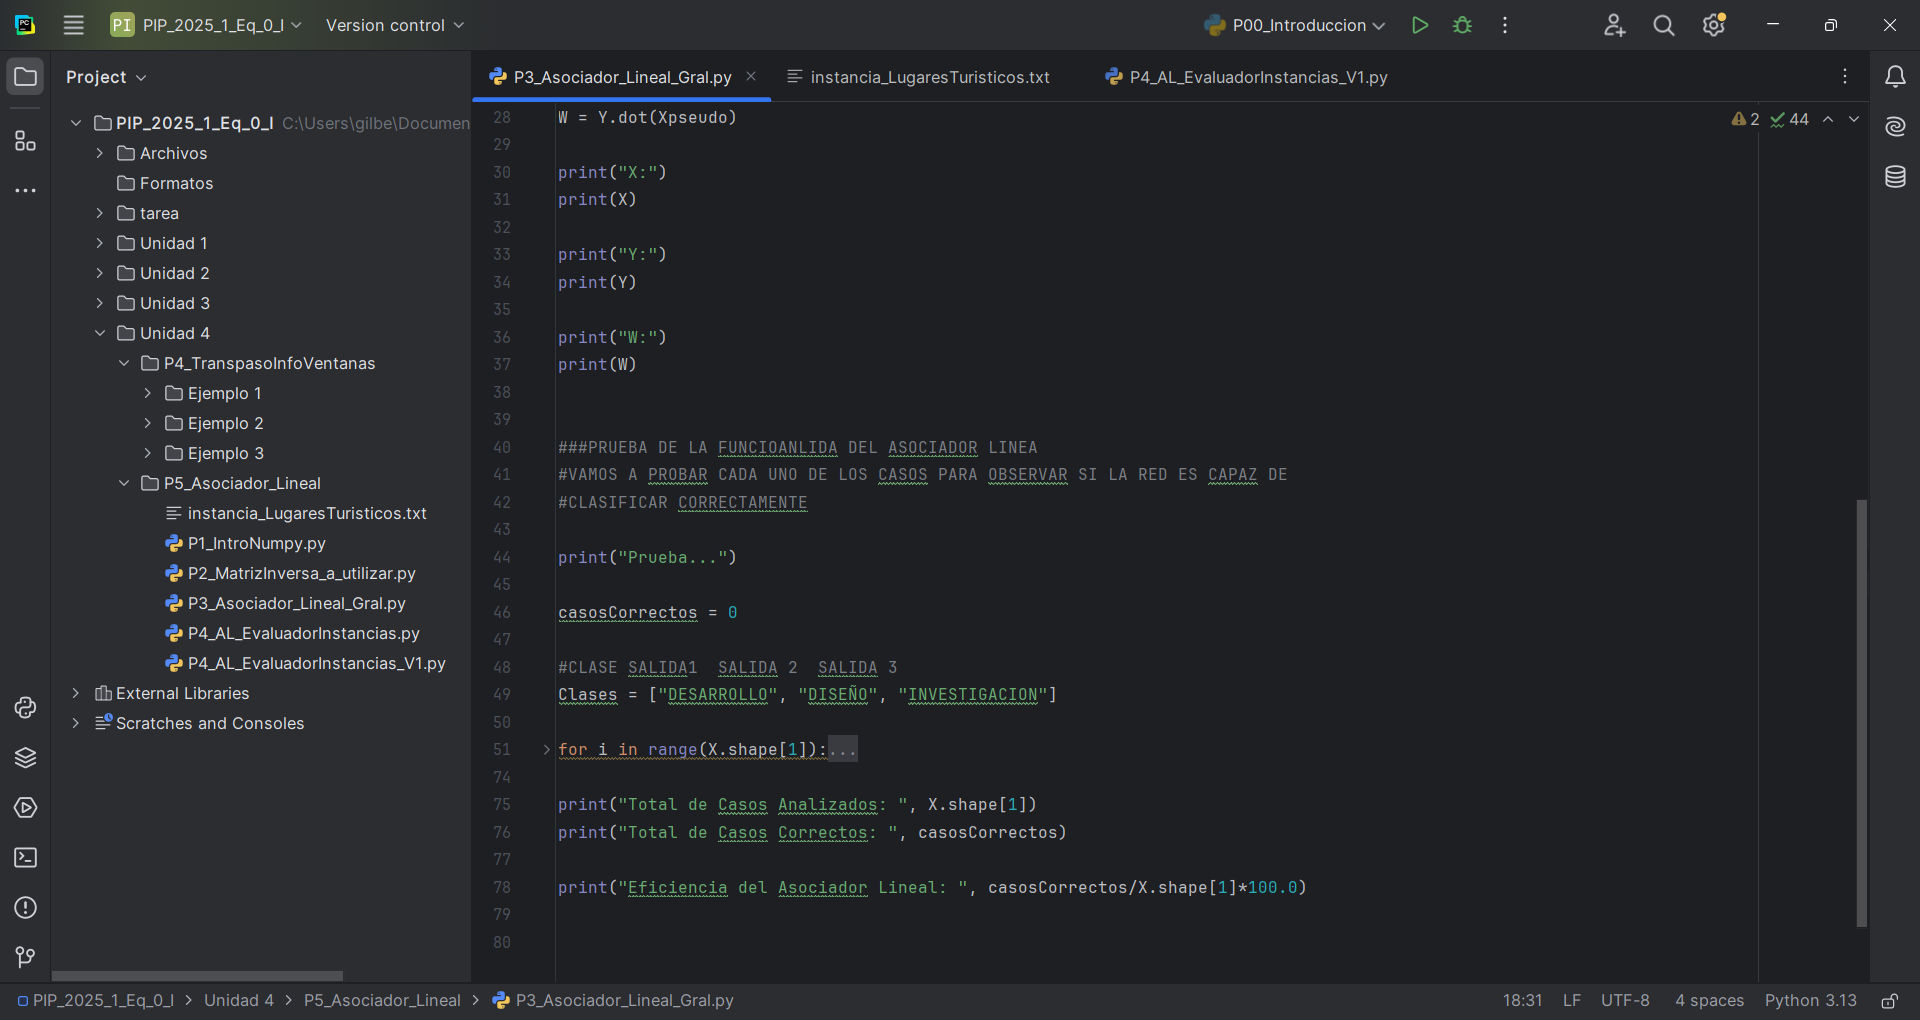 PC
PI PIP_2025_1_Eq_0_I Version control P00_Introduccion
Project
PIP_2025_1_Eq_0_I C:\Users\gilbe\Documen
Archivos
Formatos
tarea
Unidad 1
Unidad 2
Unidad 3
Unidad 4
P4_TranspasoInfoVentanas
Ejemplo 1
Ejemplo 2
Ejemplo 3
P5_Asociador_Lineal
instancia_LugaresTuristicos.txt
P1_IntroNumpy.py
P2_MatrizInversa_a_utilizar.py
P3_Asociador_Lineal_Gral.py
P4_AL_EvaluadorInstancias.py
P4_AL_EvaluadorInstancias_V1.py
External Libraries
Scratches and Consoles
P3_Asociador_Lineal_Gral.py instancia_LugaresTuristicos.txt P4_AL_EvaluadorInstancias_V1.py
2 44
28 W = Y.dot(Xpseudo)
29
30 print("X:")
31 print(X)
32
33 print("Y:")
34 print(Y)
35
36 print("W:")
37 print(W)
38
39
40 ###PRUEBA DE LA FUNCIOANLIDA DEL ASOCIADOR LINEA
41 #VAMOS A PROBAR CADA UNO DE LOS CASOS PARA OBSERVAR SI LA RED ES CAPAZ DE
42 #CLASIFICAR CORRECTAMENTE
43
44 print("Prueba...")
45
46 casosCorrectos = 0
47
48 #CLASE SALIDA1  SALIDA 2  SALIDA 3
49 Clases = ["DESARROLLO", "DISEÑO", "INVESTIGACION"]
50
51 for i in range(X.shape[1]):...
74
75 print("Total de Casos Analizados: ", X.shape[1])
76 print("Total de Casos Correctos: ", casosCorrectos)
77
78 print("Eficiencia del Asociador Lineal: ", casosCorrectos/X.shape[1]*100.0)
79
80
PIP_2025_1_Eq_0_I > Unidad 4 > P5_Asociador_Lineal > P3_Asociador_Lineal_Gral.py 18:31 LF UTF-8 4 spaces Python 3.13